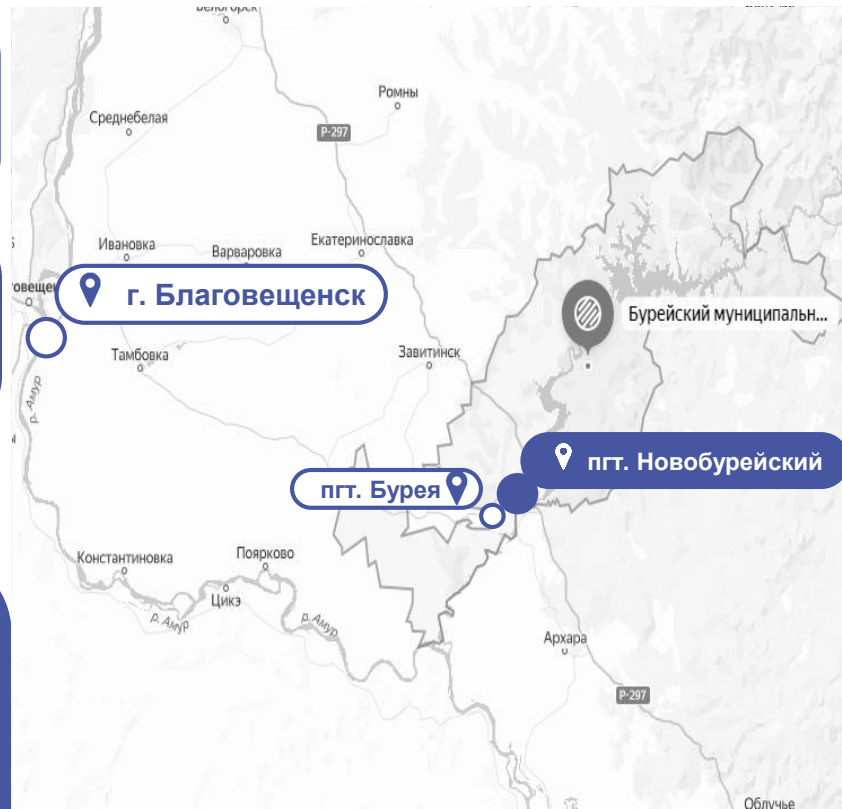 Белогорск
Ромны
Среднебелая
Р-297
Ивановка
Варваровка
Екатеринославка
г. Благовещенск
Бурейский муниципальн...
Тамбовка
Завитинск
р. Амур
пгт. Новобурейский
пгт. Бурея
Константиновка
Поярково
Цикэ
р. Амур
р. Амур
Архара
Р-297
Облучье